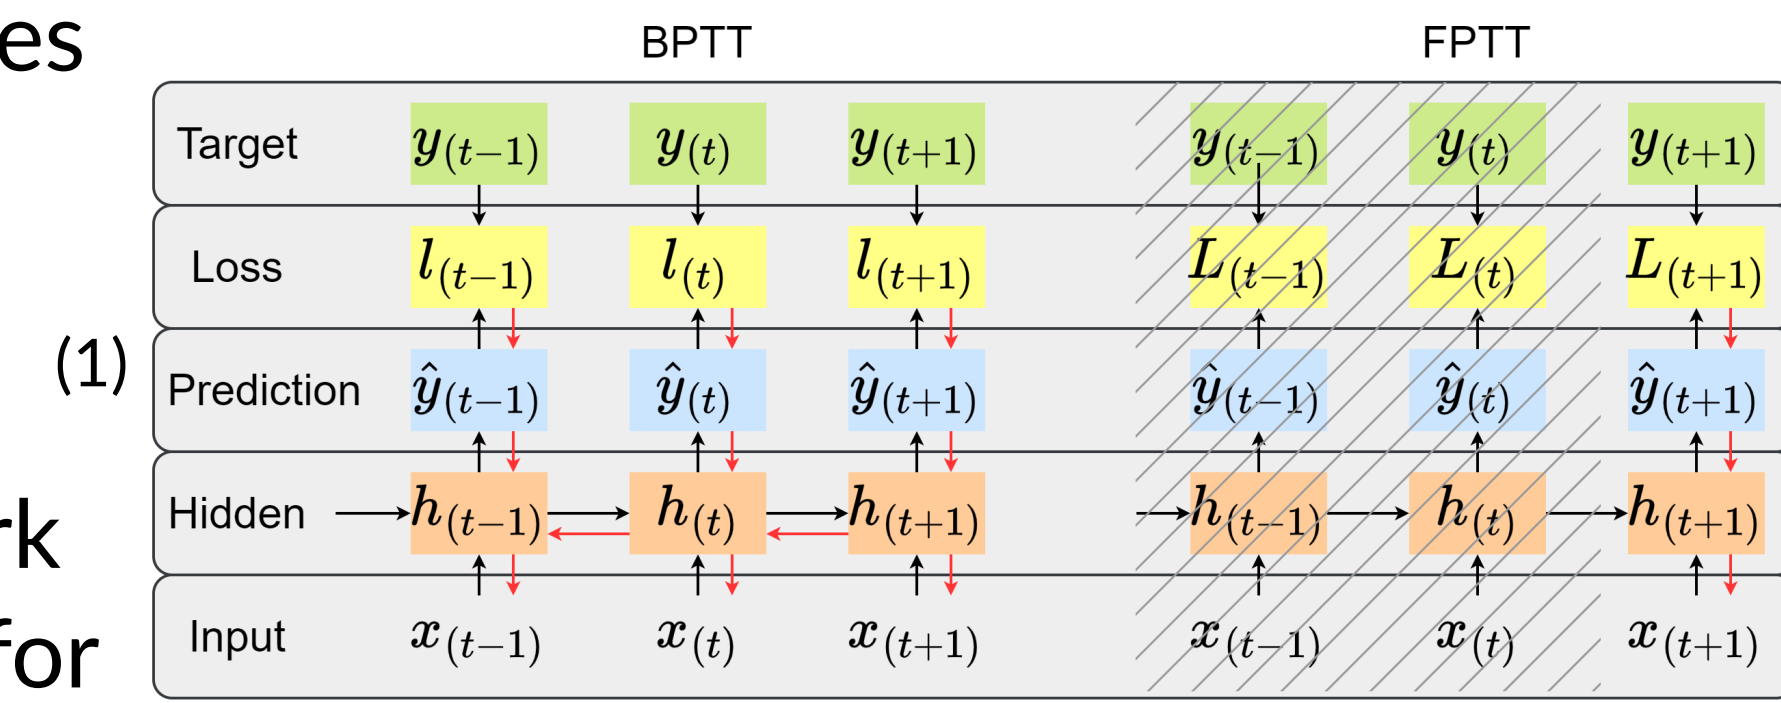 es
(1)
rk
for
BPTT FPTT
Target y(t−1) y(t) y(t+1) y(t−1) y(t) y(t+1)
Loss l(t−1) l(t) l(t+1) L(t−1) L(t) L(t+1)
Prediction ŷ(t−1) ŷ(t) ŷ(t+1) ŷ(t−1) ŷ(t) ŷ(t+1)
Hidden h(t−1) h(t) h(t+1) h(t−1) h(t) h(t+1)
Input x(t−1) x(t) x(t+1) x(t−1) x(t) x(t+1)